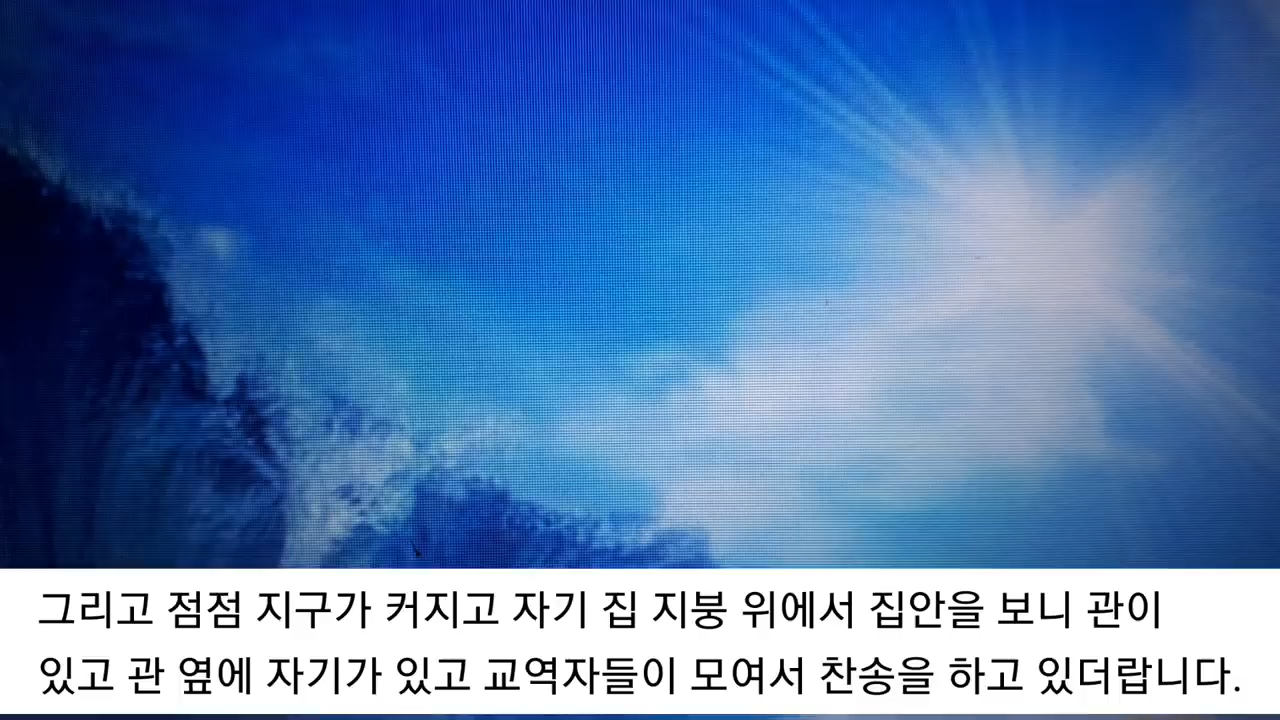 그리고 점점 지구가 커지고 자기 집 지붕 위에서 집안을 보니 관이
있고 관 옆에 자기가 있고 교역자들이 모여서 찬송을 하고 있더랍니다.